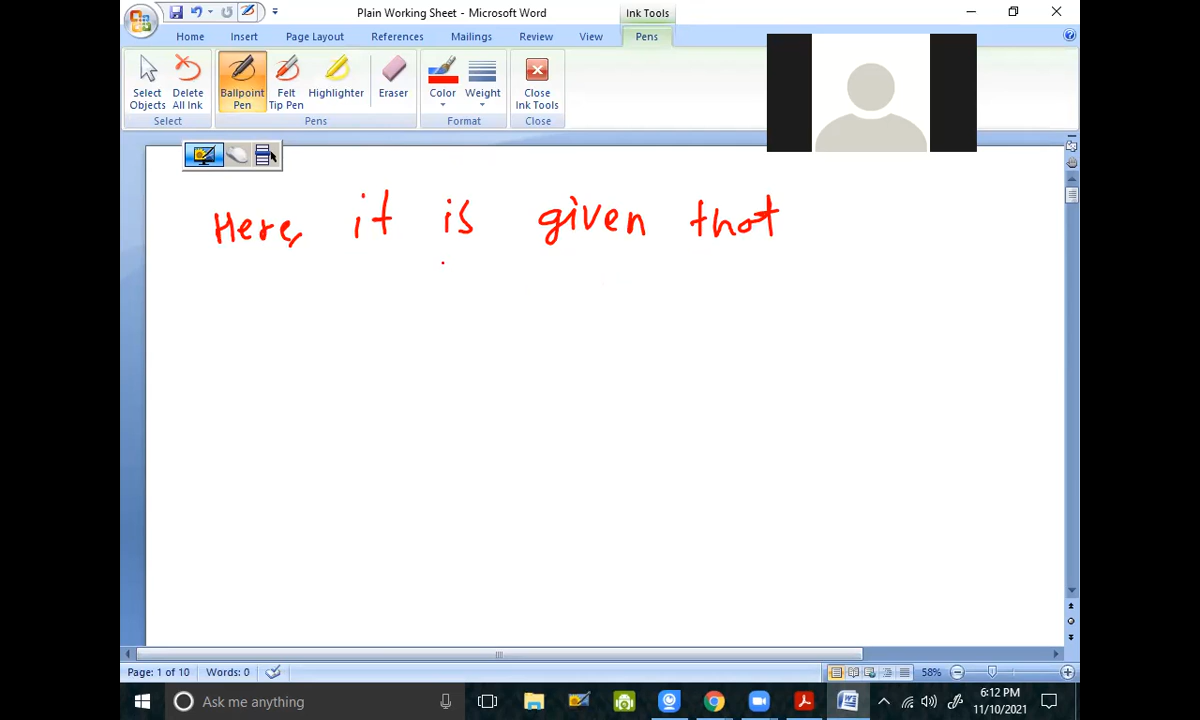 Plain Working Sheet - Microsoft Word
Ink Tools
Home Insert Page Layout References Mailings Review View Pens
Select Objects
Delete All Ink
Ballpoint Pen
Felt Tip Pen
Highlighter
Eraser
Color
Weight
Close Ink Tools
Select Pens Format Close
Here, it is given that
Page: 1 of 10 Words: 0 58%
Ask me anything
6:12 PM
11/10/2021